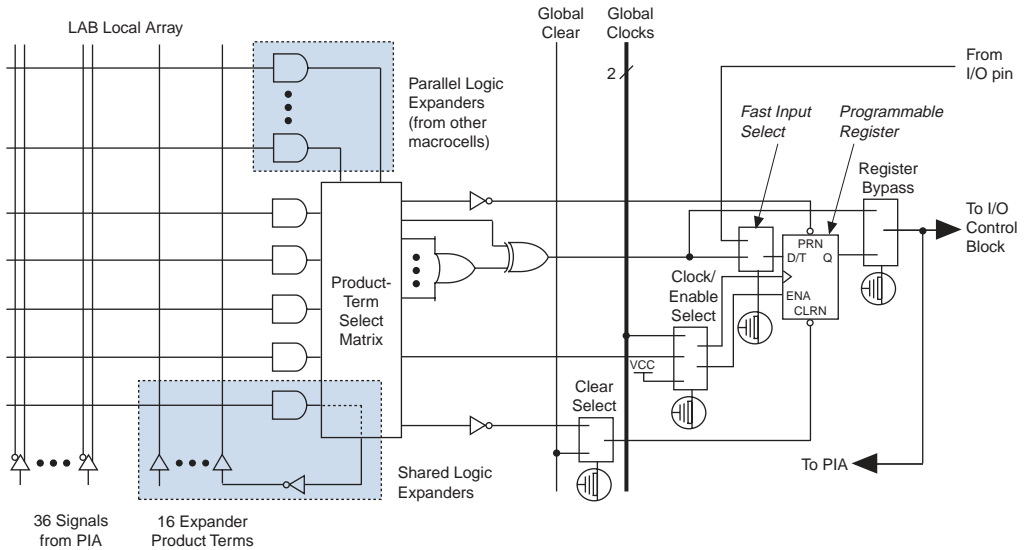 LAB Local Array
Global
Clear
Global
Clocks
2
From
I/O pin
Parallel Logic
Expanders
(from other
macrocells)
Fast Input
Select
Programmable
Register
Register
Bypass
To I/O
Control
Block
PRN
D/T Q
ENA
CLRN
Product-
Term
Select
Matrix
Clock/
Enable
Select
VCC
Clear
Select
To PIA
Shared Logic
Expanders
36 Signals
from PIA
16 Expander
Product Terms